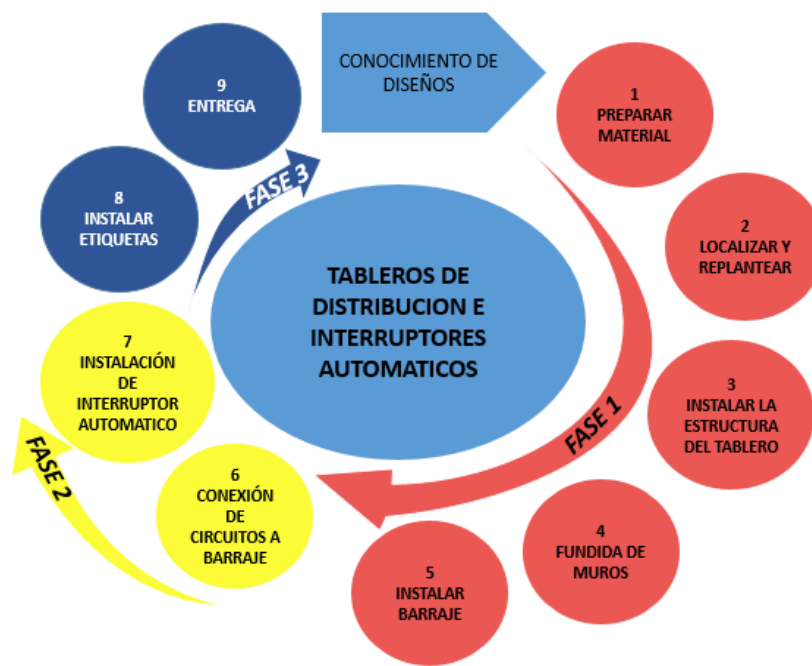 CONOCIMIENTO DE
DISEÑOS
1
PREPARAR
MATERIAL
2
LOCALIZAR Y
REPLANTEAR
3
INSTALAR LA
ESTRUCTURA
DEL TABLERO
4
FUNDIDA DE
MUROS
5
INSTALAR
BARRAJE
FASE 1
6
CONEXIÓN
DE
CIRCUITOS A
BARRAJE
7
INSTALACIÓN
DE
INTERRUPTOR
AUTOMATICO
FASE 2
8
INSTALAR
ETIQUETAS
9
ENTREGA
FASE 3
TABLEROS DE
DISTRIBUCION E
INTERRUPTORES
AUTOMATICOS